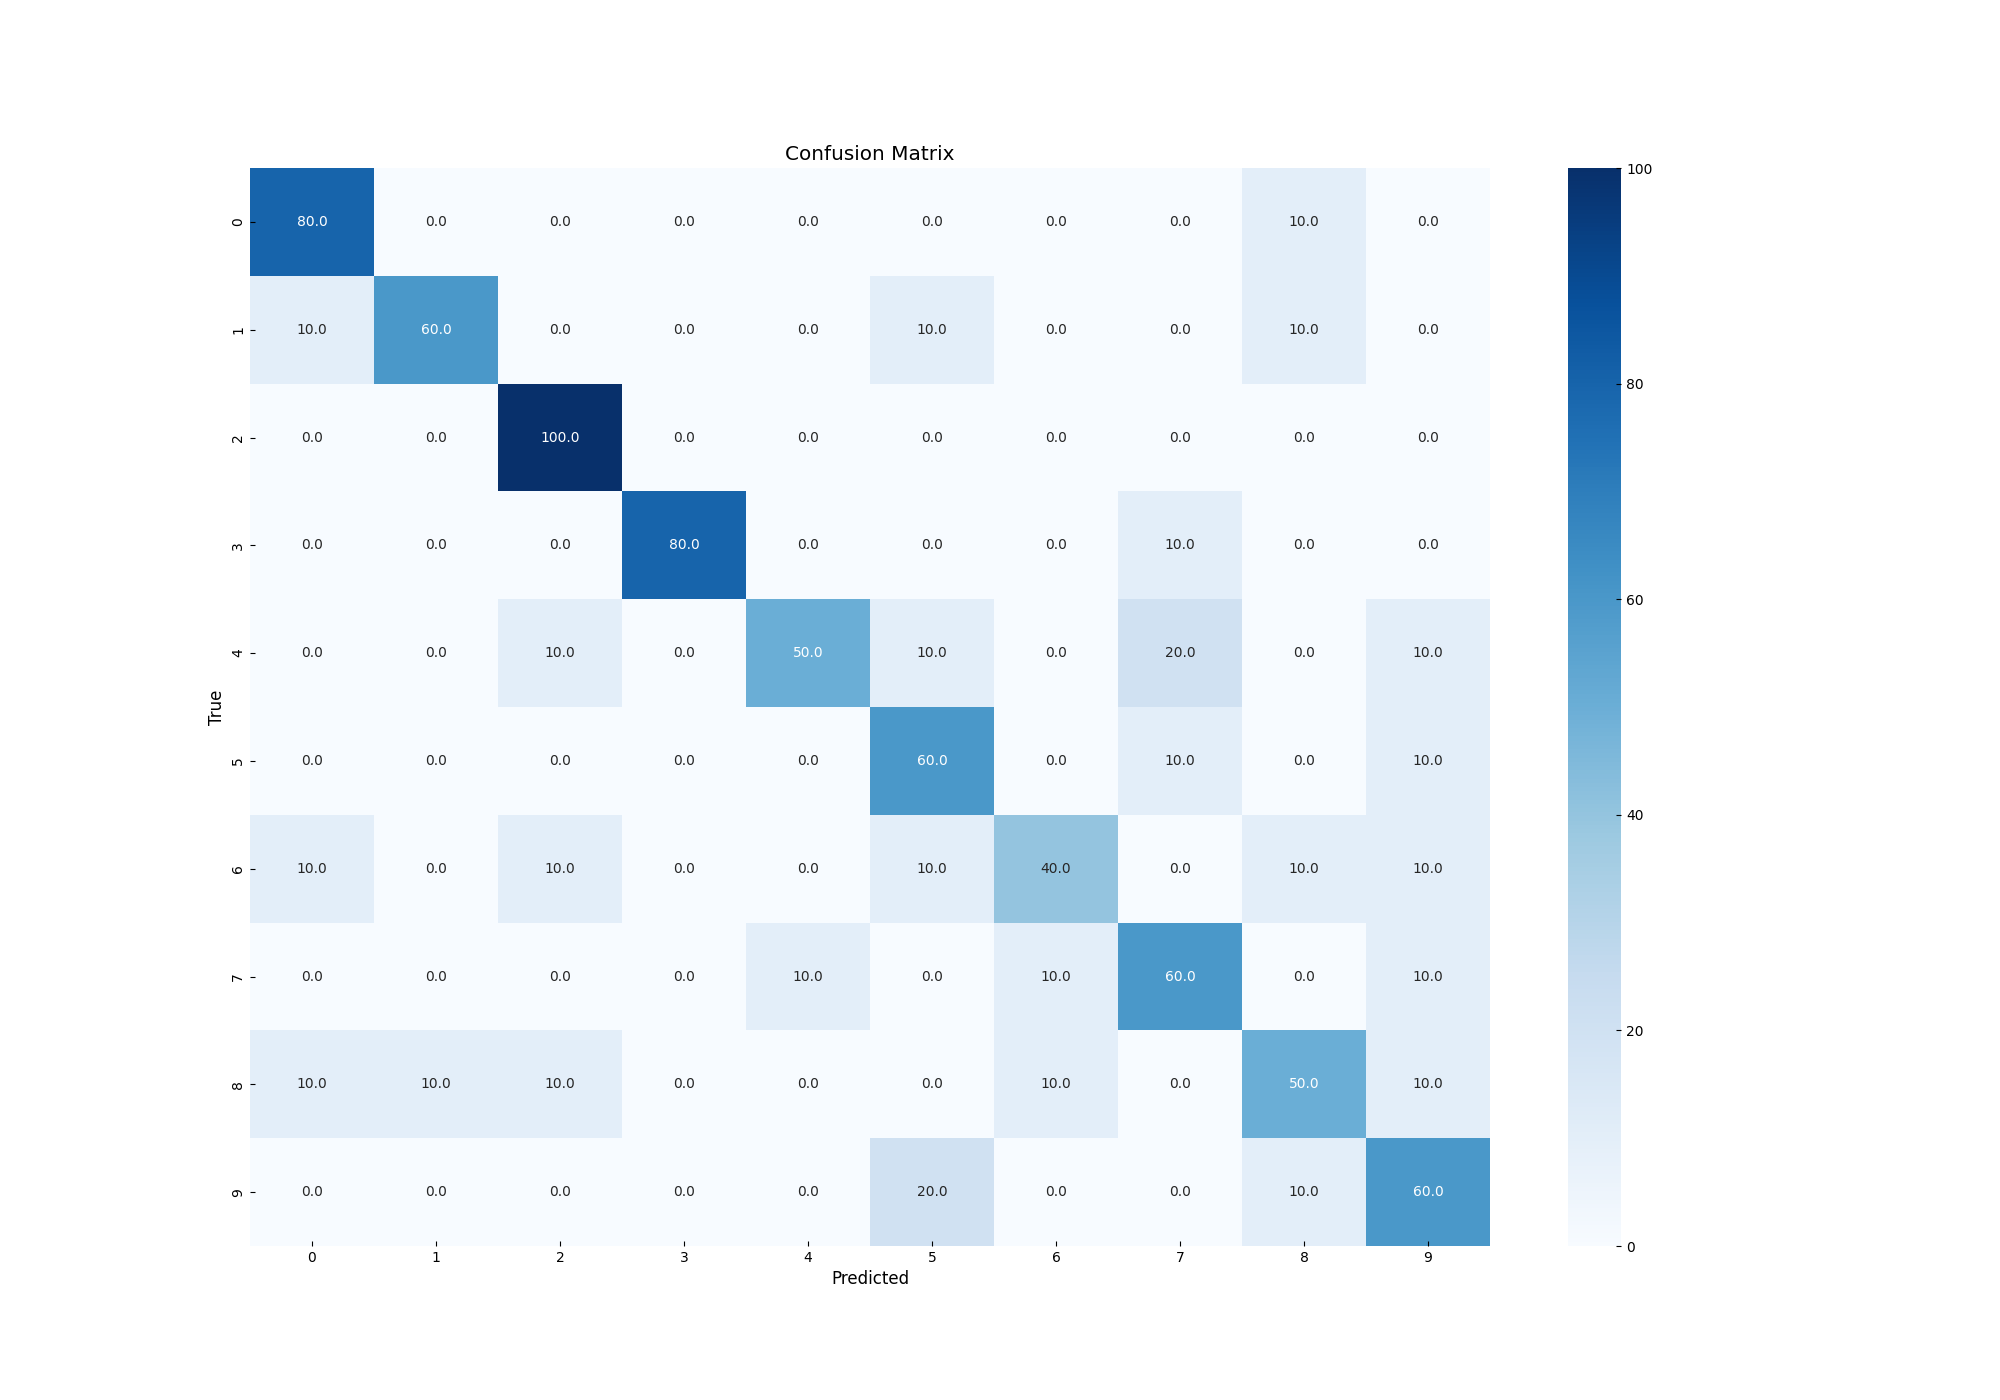 Confusion Matrix
0 80.0 0.0 0.0 0.0 0.0 0.0 0.0 0.0 10.0 0.0
1 10.0 60.0 0.0 0.0 0.0 10.0 0.0 0.0 10.0 0.0
2 0.0 0.0 100.0 0.0 0.0 0.0 0.0 0.0 0.0 0.0
3 0.0 0.0 0.0 80.0 0.0 0.0 0.0 10.0 0.0 0.0
4 0.0 0.0 10.0 0.0 50.0 10.0 0.0 20.0 0.0 10.0
5 0.0 0.0 0.0 0.0 0.0 60.0 0.0 10.0 0.0 10.0
6 10.0 0.0 10.0 0.0 0.0 10.0 40.0 0.0 10.0 10.0
7 0.0 0.0 0.0 0.0 10.0 0.0 10.0 60.0 0.0 10.0
8 10.0 10.0 10.0 0.0 0.0 0.0 10.0 0.0 50.0 10.0
9 0.0 0.0 0.0 0.0 0.0 20.0 0.0 0.0 10.0 60.0
0 1 2 3 4 5 6 7 8 9
Predicted
True
100
80
60
40
20
0